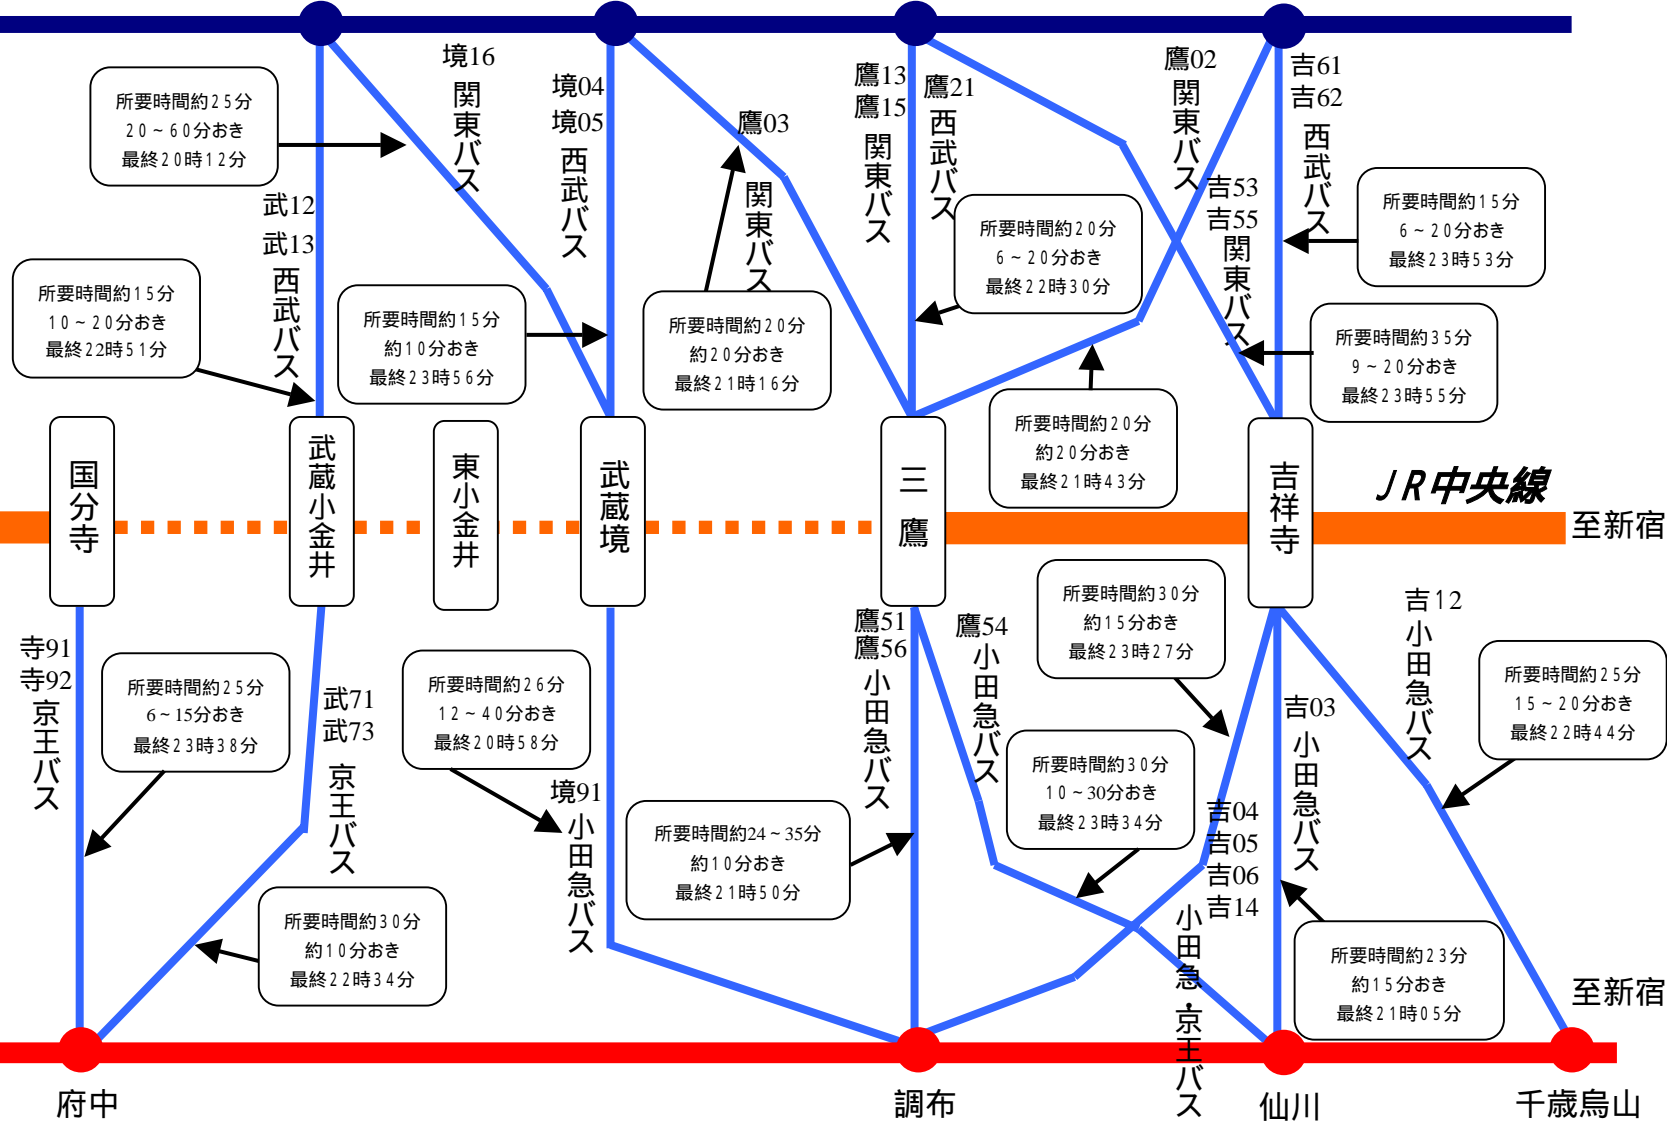 境16
関東バス
所要時間約25分
20~60分おき
最終20時12分
武12
武13
西武バス
所要時間約15分
10~20分おき
最終22時51分
境04
境05
西武バス
所要時間約15分
約10分おき
最終23時56分
鷹03
関東バス
所要時間約20分
約20分おき
最終21時16分
鷹13
鷹15
関東バス
鷹21
西武バス
所要時間約20分
6~20分おき
最終22時30分
鷹02
関東バス
所要時間約20分
約20分おき
最終21時43分
吉53
吉55
関東バス
所要時間約35分
9~20分おき
最終23時55分
吉61
吉62
西武バス
所要時間約15分
6~20分おき
最終23時53分
国分寺
武蔵小金井
東小金井
武蔵境
三鷹
吉祥寺
JR中央線
至新宿
寺91
寺92
京王バス
所要時間約25分
6~15分おき
最終23時38分
武71
武73
京王バス
所要時間約30分
約10分おき
最終22時34分
所要時間約26分
12~40分おき
最終20時58分
境91
小田急バス
鷹51
鷹56
小田急バス
所要時間約24~35分
約10分おき
最終21時50分
鷹54
小田急バス
所要時間約30分
10~30分おき
最終23時34分
所要時間約30分
約15分おき
最終23時27分
吉04
吉05
吉06
吉14
小田急・京王バス
吉03
小田急バス
所要時間約23分
約15分おき
最終21時05分
吉12
小田急バス
所要時間約25分
15~20分おき
最終22時44分
至新宿
府中
調布
仙川
千歳烏山